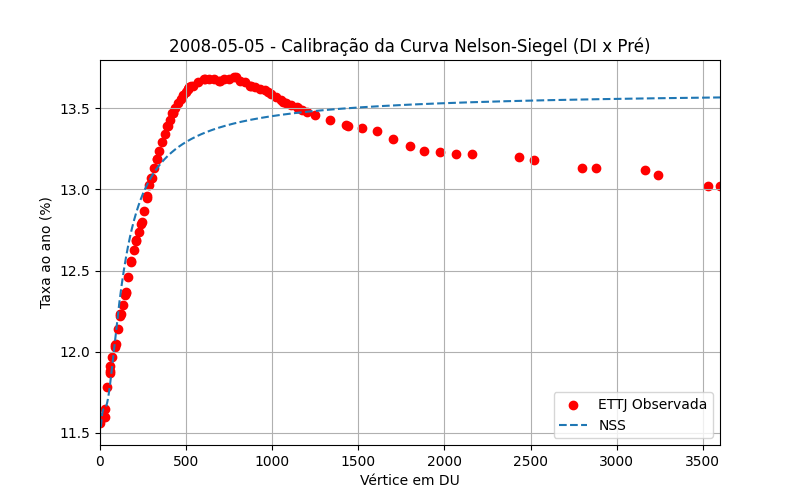 2008-05-05 - Calibração da Curva Nelson-Siegel (DI x Pré)
Taxa ao ano (%)
13.5
13.0
12.5
12.0
11.5
0 500 1000 1500 2000 2500 3000 3500
Vértice em DU
ETTJ Observada
NSS